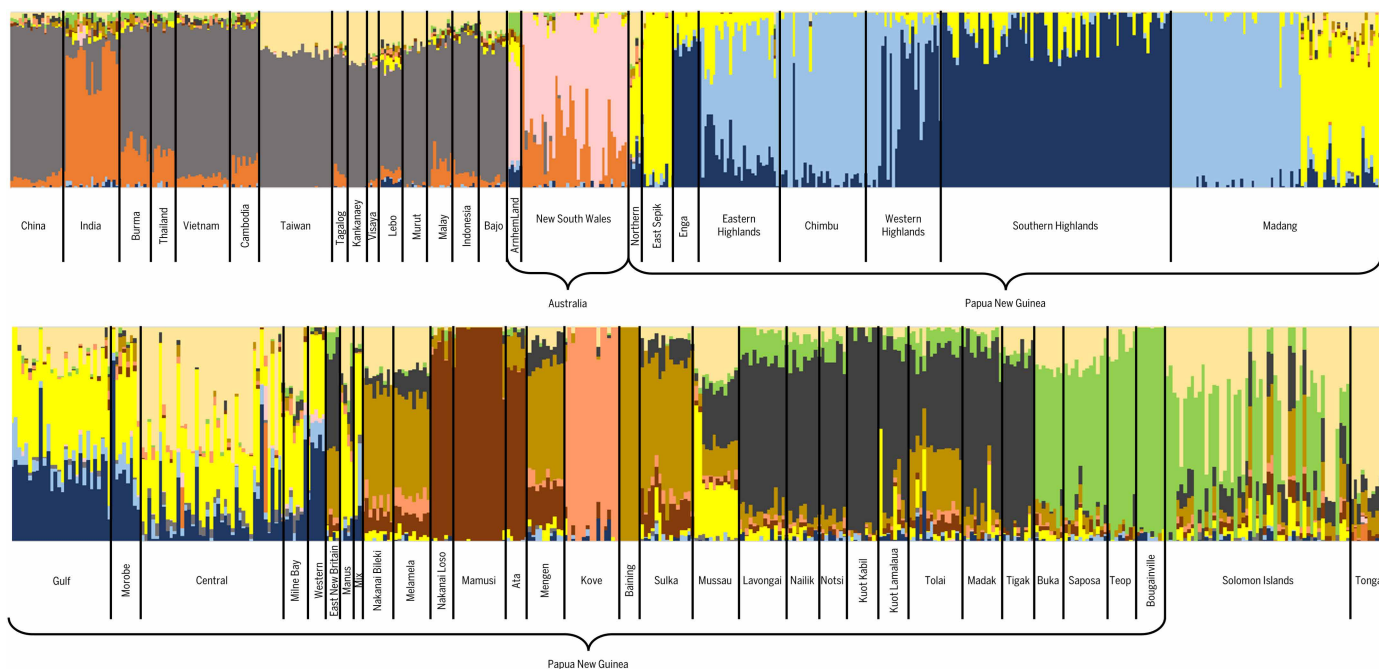 China
India
Burma
Thailand
Vietnam
Cambodia
Taiwan
Tagalog
Kankanaey
Visaya
Lebo
Murut
Malay
Indonesia
Bajo
ArnhemLand
New South Wales
Northern
East Sepik
Enga
Eastern
Highlands
Chimbu
Western
Highlands
Southern Highlands
Madang
Australia
Papua New Guinea
Gulf
Morobe
Central
Milne Bay
Western
East New Britain
Manus
Mix
Nakanai Bileki
Melamela
Nakanai Loso
Mamusi
Ata
Mengen
Kove
Baining
Sulka
Mussau
Lavongai
Nailik
Notsi
Kuot Kabil
Kuot Lamalaua
Tolai
Madak
Tigak
Buka
Saposa
Teop
Bougainville
Solomon Islands
Tonga
Papua New Guinea